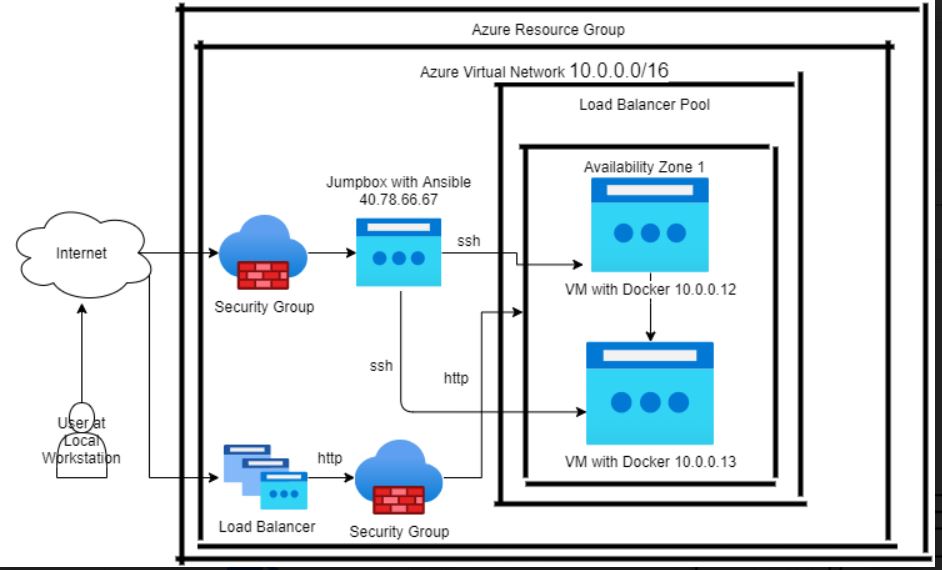 Azure Resource Group
Azure Virtual Network 10.0.0.0/16
Load Balancer Pool
Availability Zone 1
Jumpbox with Ansible
40.78.66.67
ssh
Internet
Security Group
VM with Docker 10.0.0.12
ssh
http
User at
Local
Workstation
http
VM with Docker 10.0.0.13
Load Balancer
Security Group